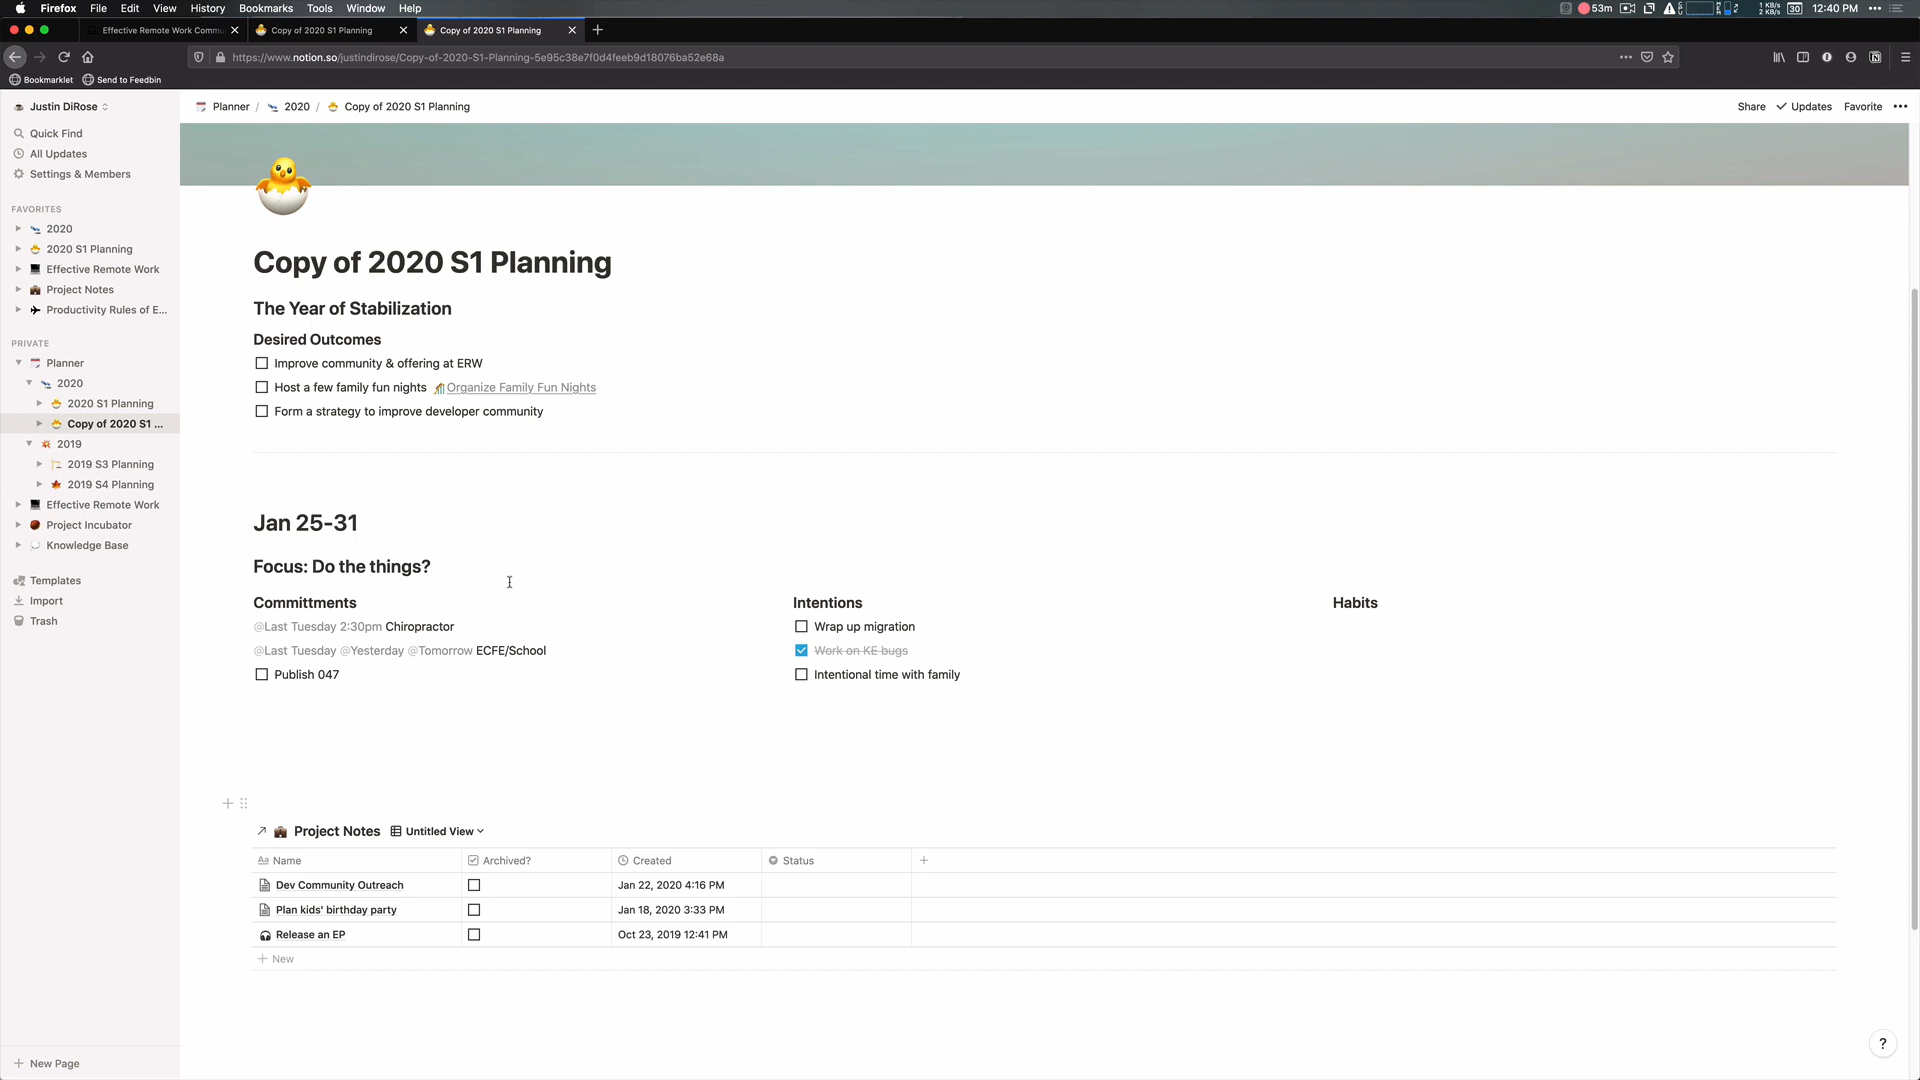 Firefox File Edit View History Bookmarks Tools Window Help
53m 1 KB/s 2 KB/s 30 12:40 PM
Effective Remote Work Commu
Copy of 2020 S1 Planning
Copy of 2020 S1 Planning
https://www.notion.so/justindirose/Copy-of-2020-S1-Planning-5e95c38e7f0d4feeb9d18076ba52e68a
Bookmarklet Send to Feedbin
Justin DiRose
Quick Find
All Updates
Settings & Members
FAVORITES
2020
2020 S1 Planning
Effective Remote Work
Project Notes
Productivity Rules of E...
PRIVATE
Planner
2020
2020 S1 Planning
Copy of 2020 S1 ...
2019
2019 S3 Planning
2019 S4 Planning
Effective Remote Work
Project Incubator
Knowledge Base
Templates
Import
Trash
New Page
Planner / 2020 / Copy of 2020 S1 Planning
Share Updates Favorite
Copy of 2020 S1 Planning
The Year of Stabilization
Desired Outcomes
Improve community & offering at ERW
Host a few family fun nights Organize Family Fun Nights
Form a strategy to improve developer community
Jan 25-31
Focus: Do the things?
Committments
@Last Tuesday 2:30pm Chiropractor
@Last Tuesday @Yesterday @Tomorrow ECFE/School
Publish 047
Intentions
Wrap up migration
Work on KE bugs
Intentional time with family
Habits
Project Notes Untitled View
Aa Name Archived? Created Status
Dev Community Outreach Jan 22, 2020 4:16 PM
Plan kids' birthday party Jan 18, 2020 3:33 PM
Release an EP Oct 23, 2019 12:41 PM
New
?